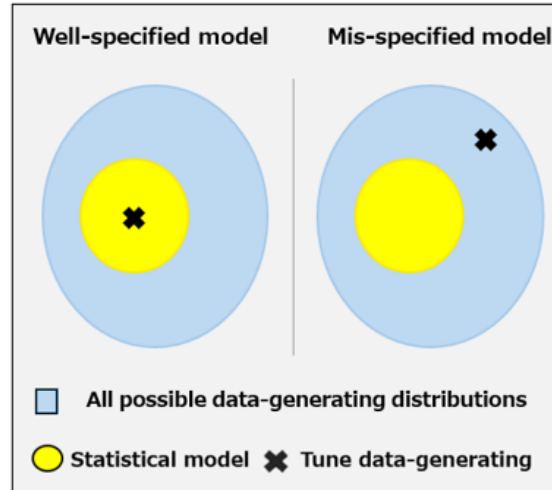 Well-specified model
Mis-specified model
All possible data-generating distributions
Statistical model
Tune data-generating